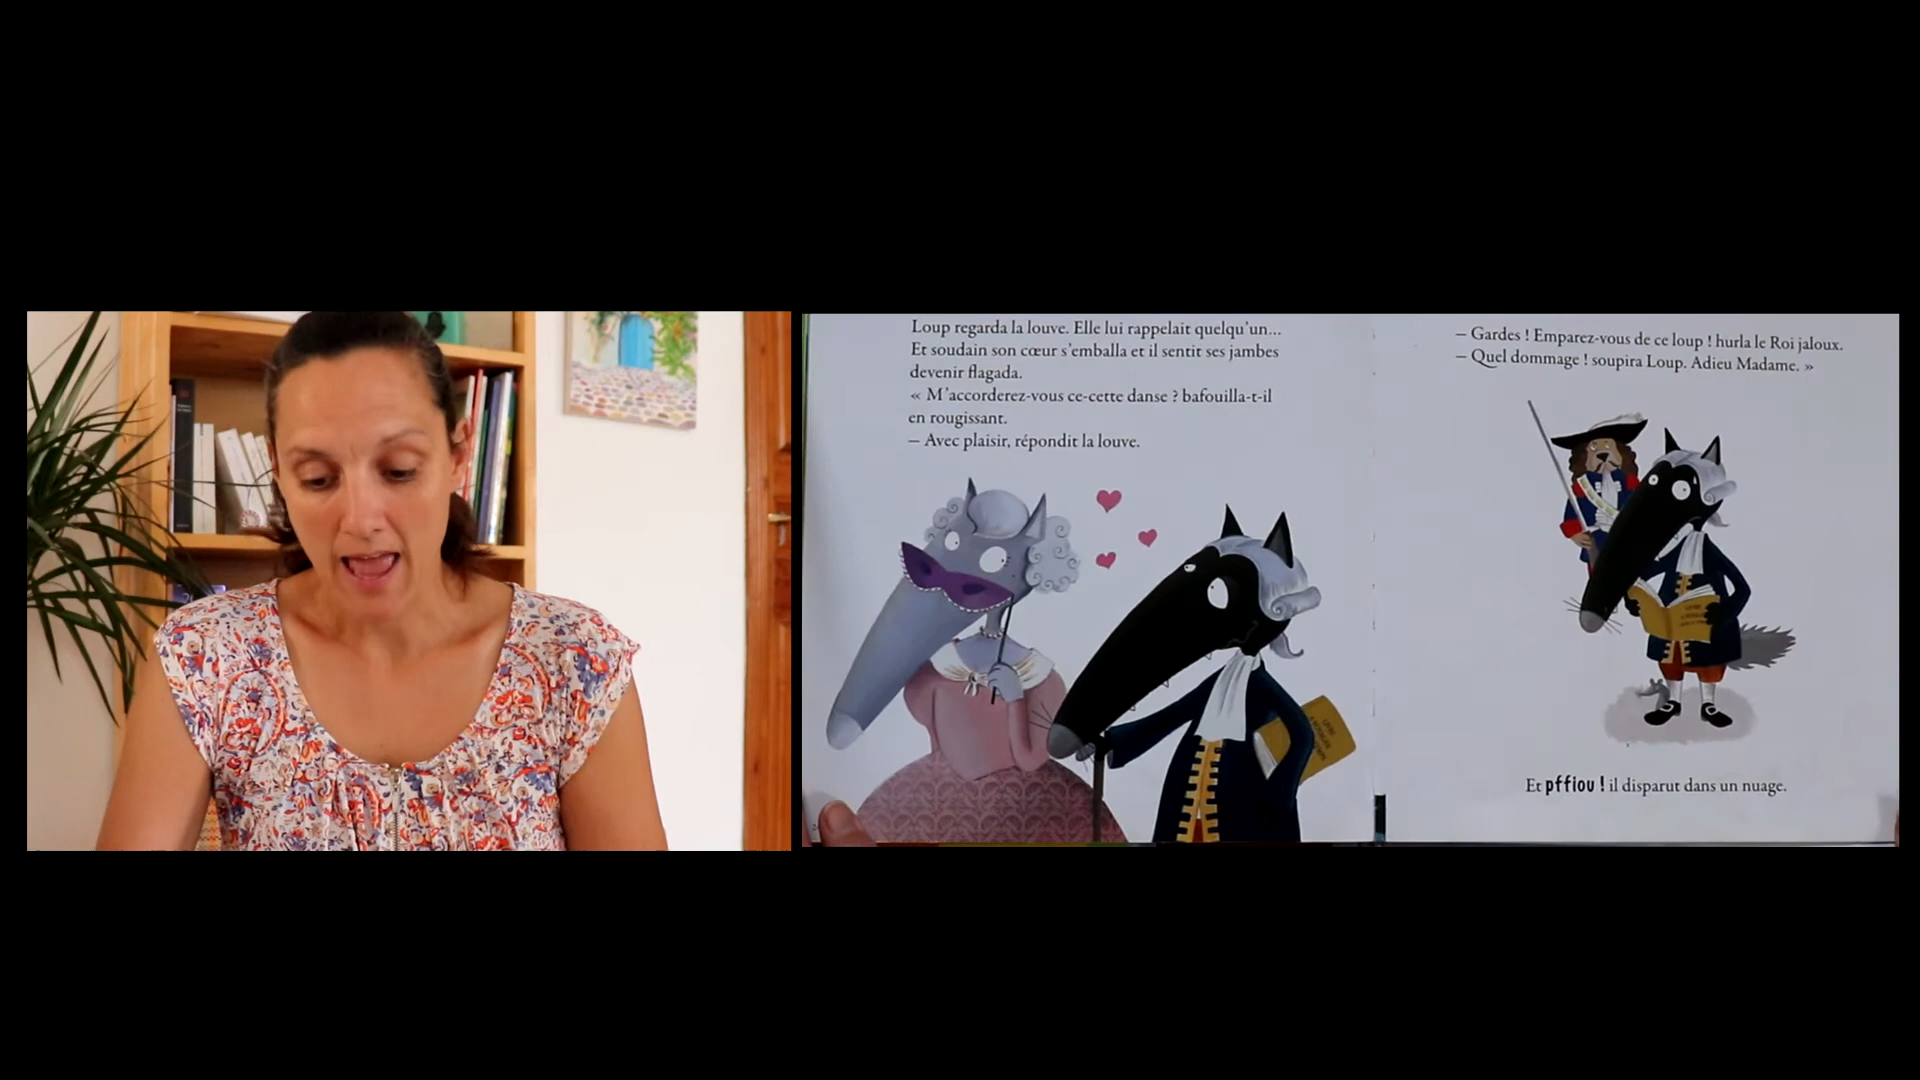 Loup regarda la louve. Elle lui rappelait quelqu'un...
Et soudain son cœur s'emballa et il sentit ses jambes
devenir flagada.
« M'accorderez-vous ce-cette danse ? bafouilla-t-il
en rougissant.
– Avec plaisir, répondit la louve.
– Gardes ! Emparez-vous de ce loup ! hurla le Roi jaloux.
– Quel dommage ! soupira Loup. Adieu Madame. »
Et pffiou ! il disparut dans un nuage.